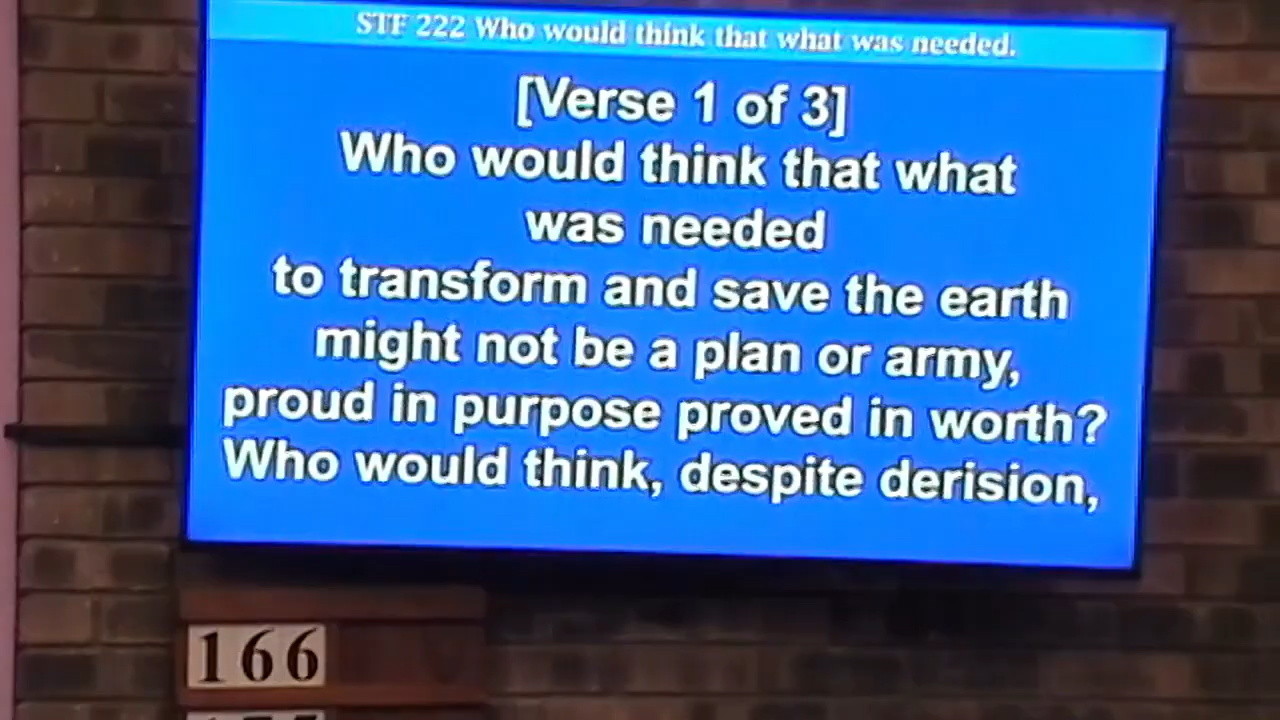 STF 222 Who would think that what was needed.
[Verse 1 of 3]
Who would think that what
was needed
to transform and save the earth
might not be a plan or army,
proud in purpose proved in worth?
Who would think, despite derision,
166